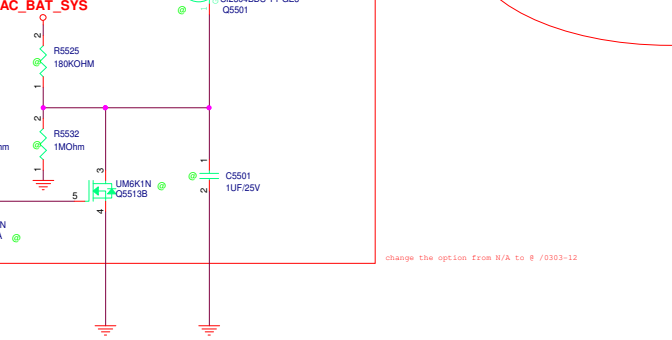 AC_BAT_SYS
Q5501
1
2
R5525
@
180KOHM
1
2
R5532
@
1MOhm
1
3
UM6K1N
@
Q5513B
5
4
1
C5501
@
1UF/25V
2
N
@
change the option from N/A to @ /0303-12